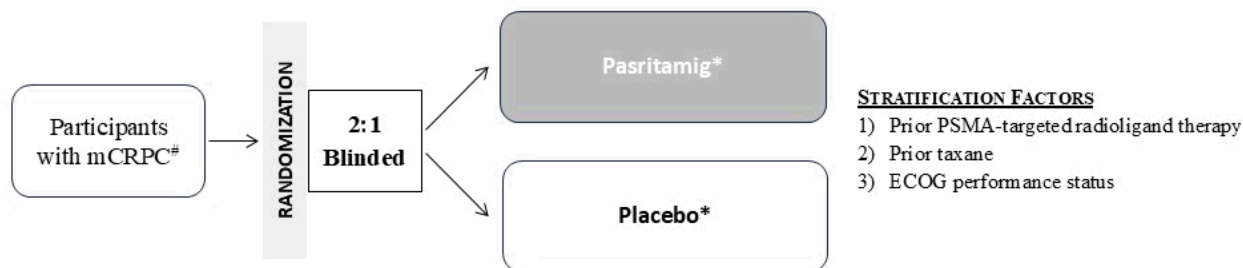 Participants
with mCRPC#
RANDOMIZATION
2:1
Blinded
Pasritamig*
Placebo*
STRATIFICATION FACTORS
1) Prior PSMA-targeted radioligand therapy
2) Prior taxane
3) ECOG performance status